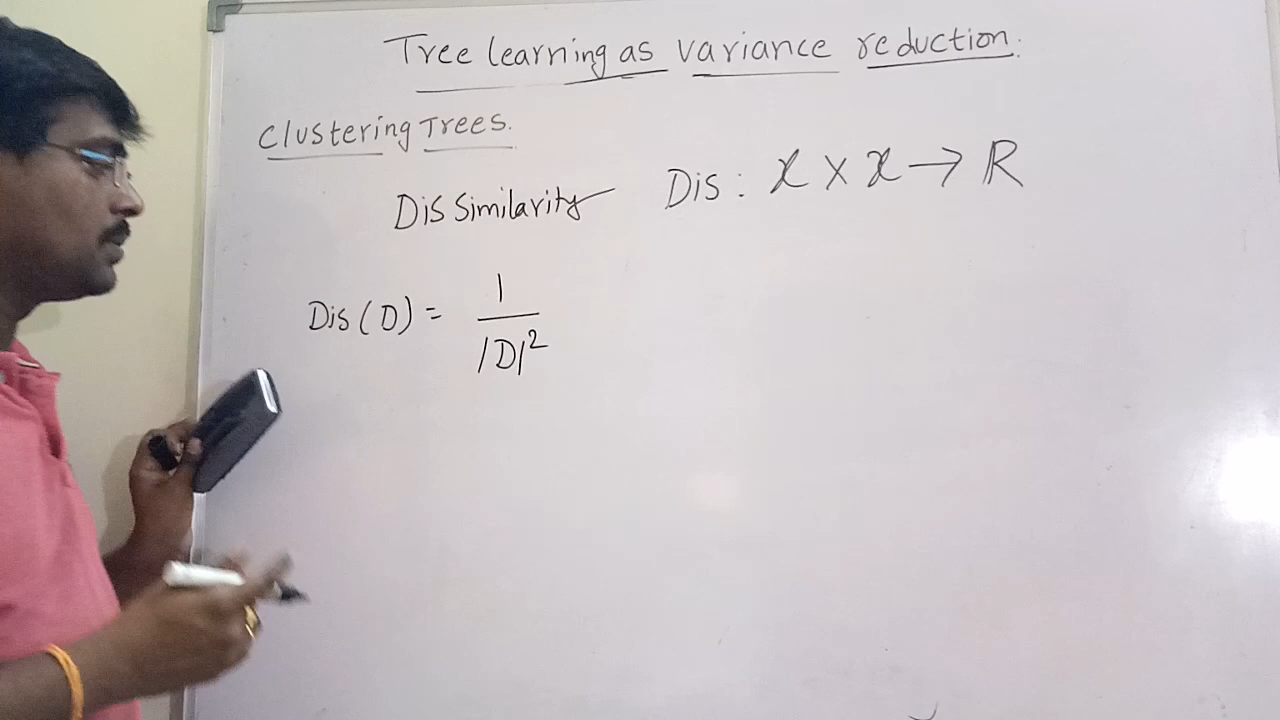 Tree learning as variance reduction.
Clustering Trees.
Dis Similarity Dis : X × X → ℝ
Dis (D) = 1 / |D|²